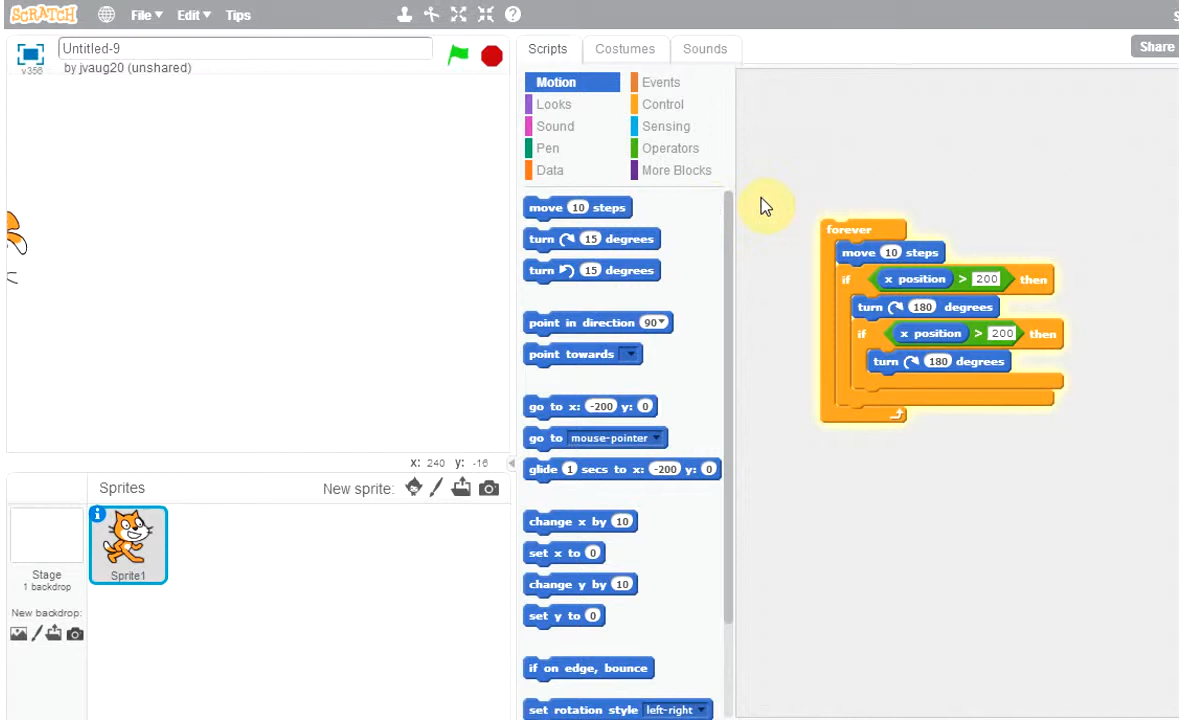 SCRATCH File Edit Tips
Untitled-9
by jvaug20 (unshared)
v356
Scripts Costumes Sounds
Share
Motion Events
Looks Control
Sound Sensing
Pen Operators
Data More Blocks
move 10 steps
turn 15 degrees
turn 15 degrees
point in direction 90
point towards
go to x: -200 y: 0
go to mouse-pointer
glide 1 secs to x: -200 y: 0
change x by 10
set x to 0
change y by 10
set y to 0
if on edge, bounce
set rotation style left-right
forever
move 10 steps
if x position > 200 then
turn 180 degrees
if x position > 200 then
turn 180 degrees
x: 240 y: -16
Sprites New sprite:
Sprite1
Stage
1 backdrop
New backdrop: